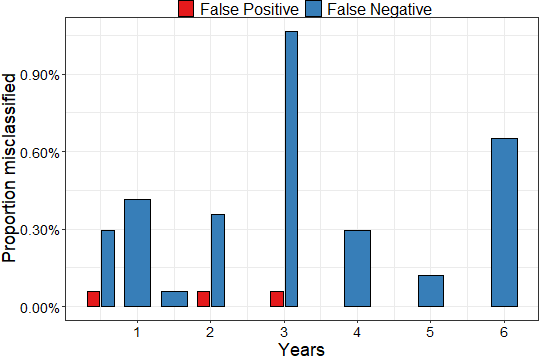 False Positive False Negative
Proportion misclassified
0.90%
0.60%
0.30%
0.00%
1 2 3 4 5 6
Years